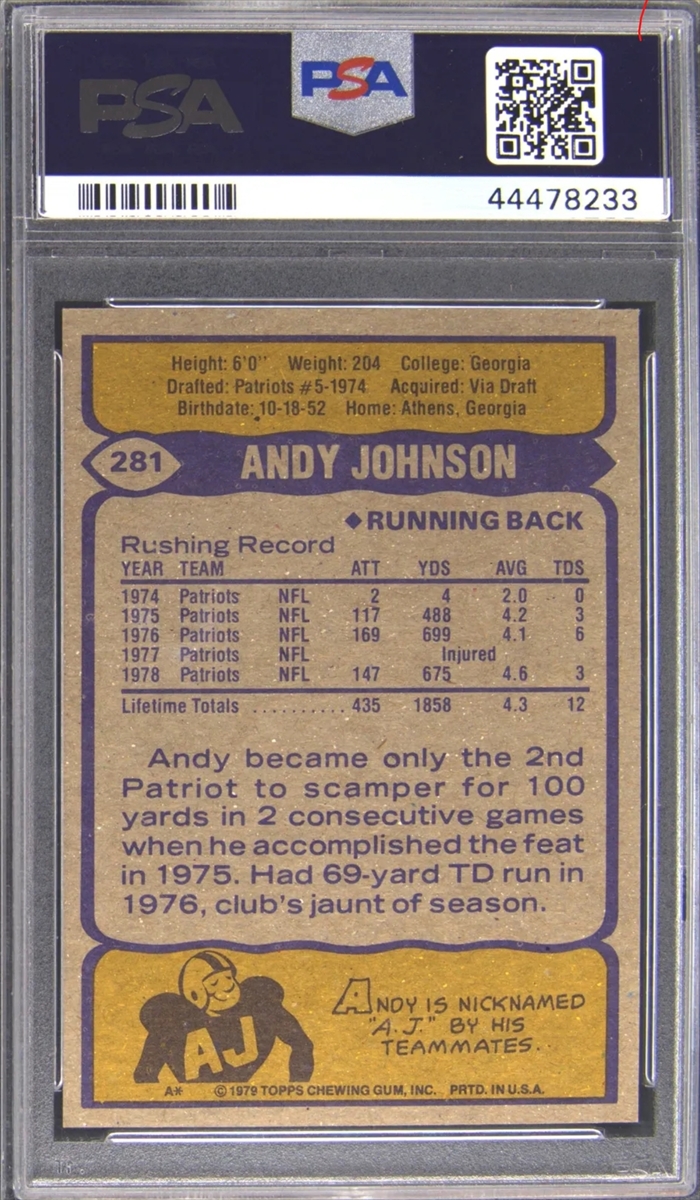 PSA PSA
44478233
Height: 6'0" Weight: 204 College: Georgia
Drafted: Patriots #5-1974 Acquired: Via Draft
Birthdate: 10-18-52 Home: Athens, Georgia
281 ANDY JOHNSON
◆RUNNING BACK
Rushing Record
YEAR TEAM ATT YDS AVG TDS
1974 Patriots NFL 2 4 2.0 0
1975 Patriots NFL 117 488 4.2 3
1976 Patriots NFL 169 699 4.1 6
1977 Patriots NFL Injured
1978 Patriots NFL 147 675 4.6 3
Lifetime Totals .......... 435 1858 4.3 12
Andy became only the 2nd
Patriot to scamper for 100
yards in 2 consecutive games
when he accomplished the feat
in 1975. Had 69-yard TD run in
1976, club's jaunt of season.
ANDY IS NICKNAMED
"A.J." BY HIS
TEAMMATES.
AJ
A* © 1979 TOPPS CHEWING GUM, INC. PRTD. IN U.S.A.